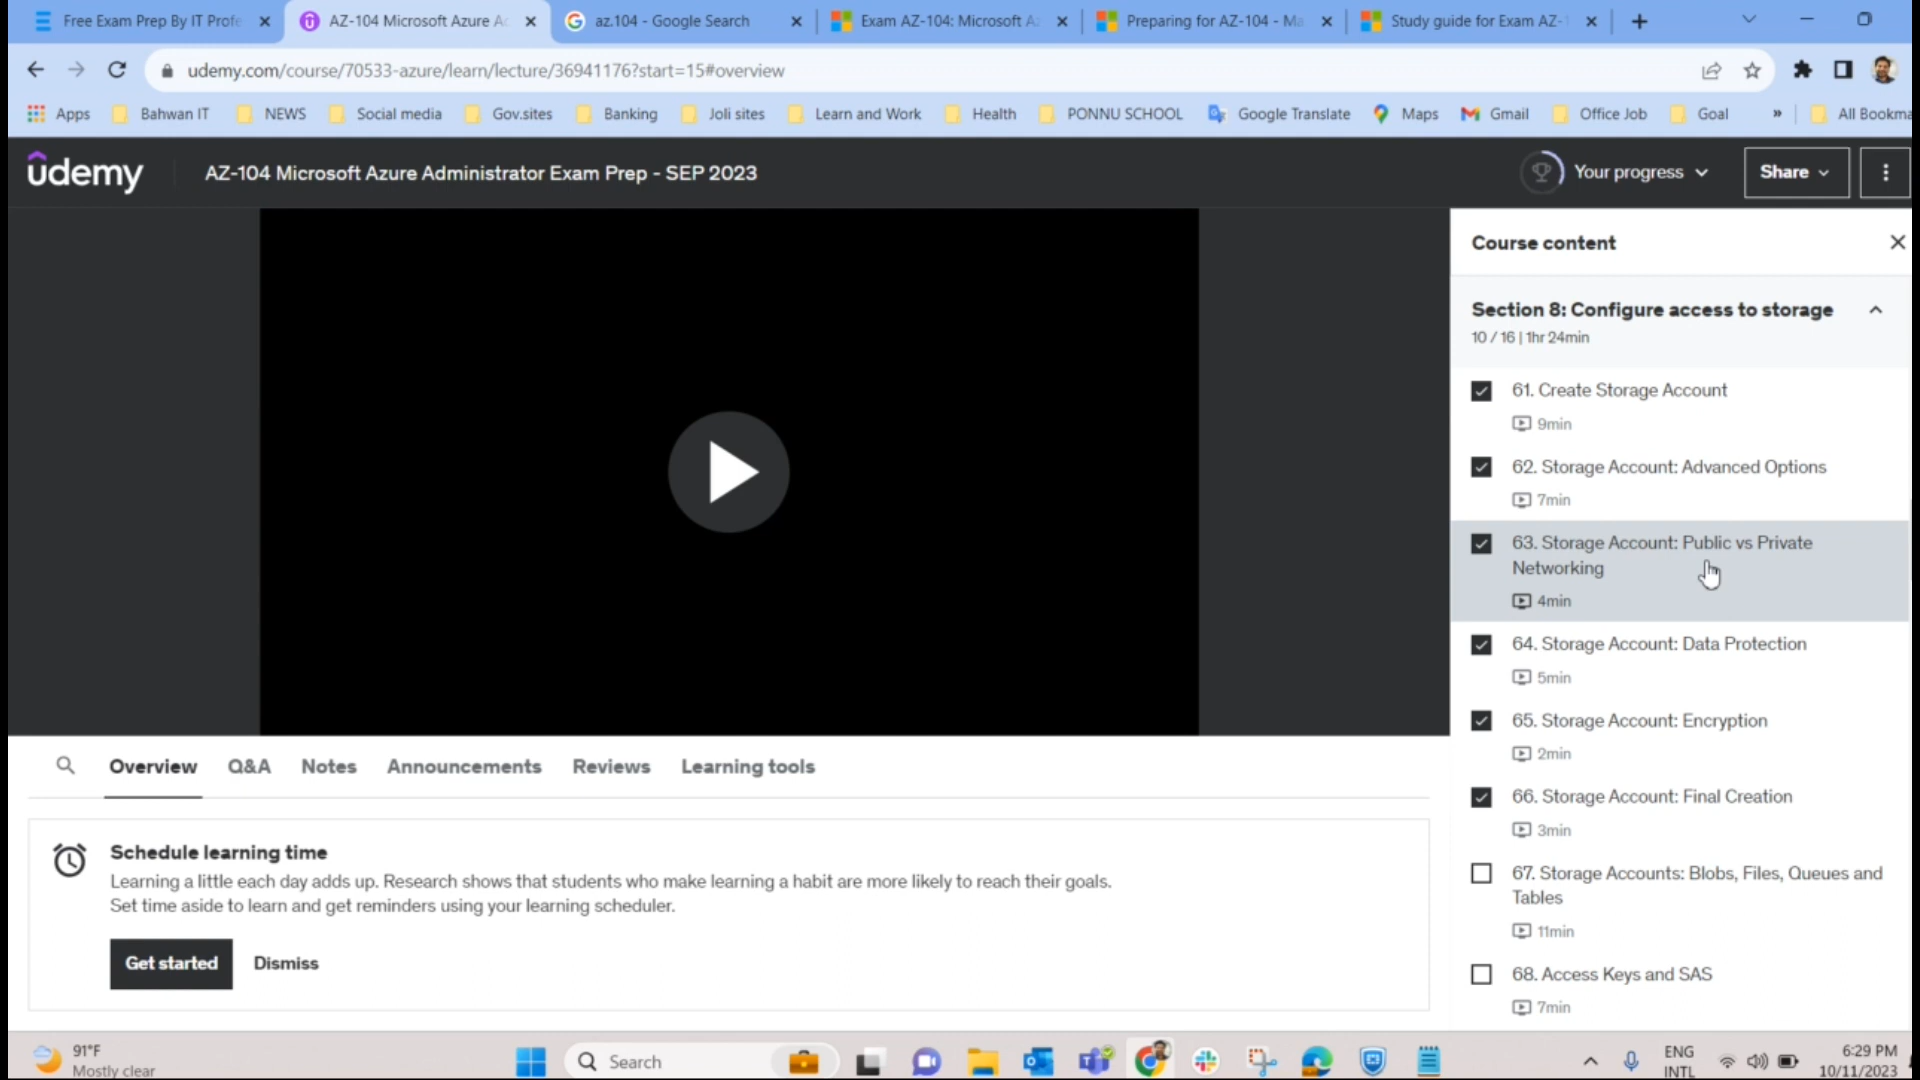 Free Exam Prep By IT Profe
AZ-104 Microsoft Azure Ac
az.104 - Google Search
Exam AZ-104: Microsoft A
Preparing for AZ-104 - Ma
Study guide for Exam AZ-1
udemy.com/course/70533-azure/learn/lecture/36941176?start=15#overview
Apps
Bahwan IT
NEWS
Social media
Gov.sites
Banking
Joli sites
Learn and Work
Health
PONNU SCHOOL
Google Translate
Maps
Gmail
Office Job
Goal
»
All Bookma
udemy
AZ-104 Microsoft Azure Administrator Exam Prep - SEP 2023
Your progress
Share
Course content
Section 8: Configure access to storage
10 / 16 | 1hr 24min
61. Create Storage Account
9min
62. Storage Account: Advanced Options
7min
63. Storage Account: Public vs Private
Networking
4min
64. Storage Account: Data Protection
5min
65. Storage Account: Encryption
2min
66. Storage Account: Final Creation
3min
67. Storage Accounts: Blobs, Files, Queues and
Tables
11min
68. Access Keys and SAS
7min
Overview
Q&A
Notes
Announcements
Reviews
Learning tools
Schedule learning time
Learning a little each day adds up. Research shows that students who make learning a habit are more likely to reach their goals.
Set time aside to learn and get reminders using your learning scheduler.
Get started
Dismiss
91°F
Mostly clear
Search
ENG
INTL
6:29 PM
10/11/2023